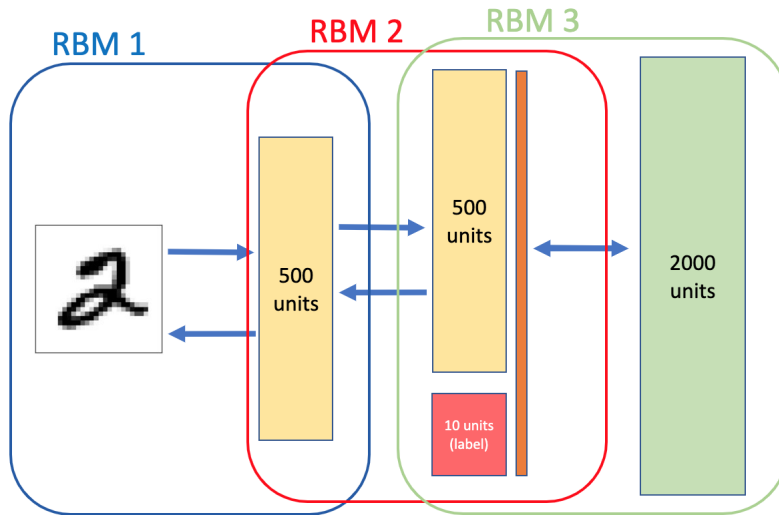 RBM 1
RBM 2
RBM 3
2
500
units
500
units
10 units
(label)
2000
units